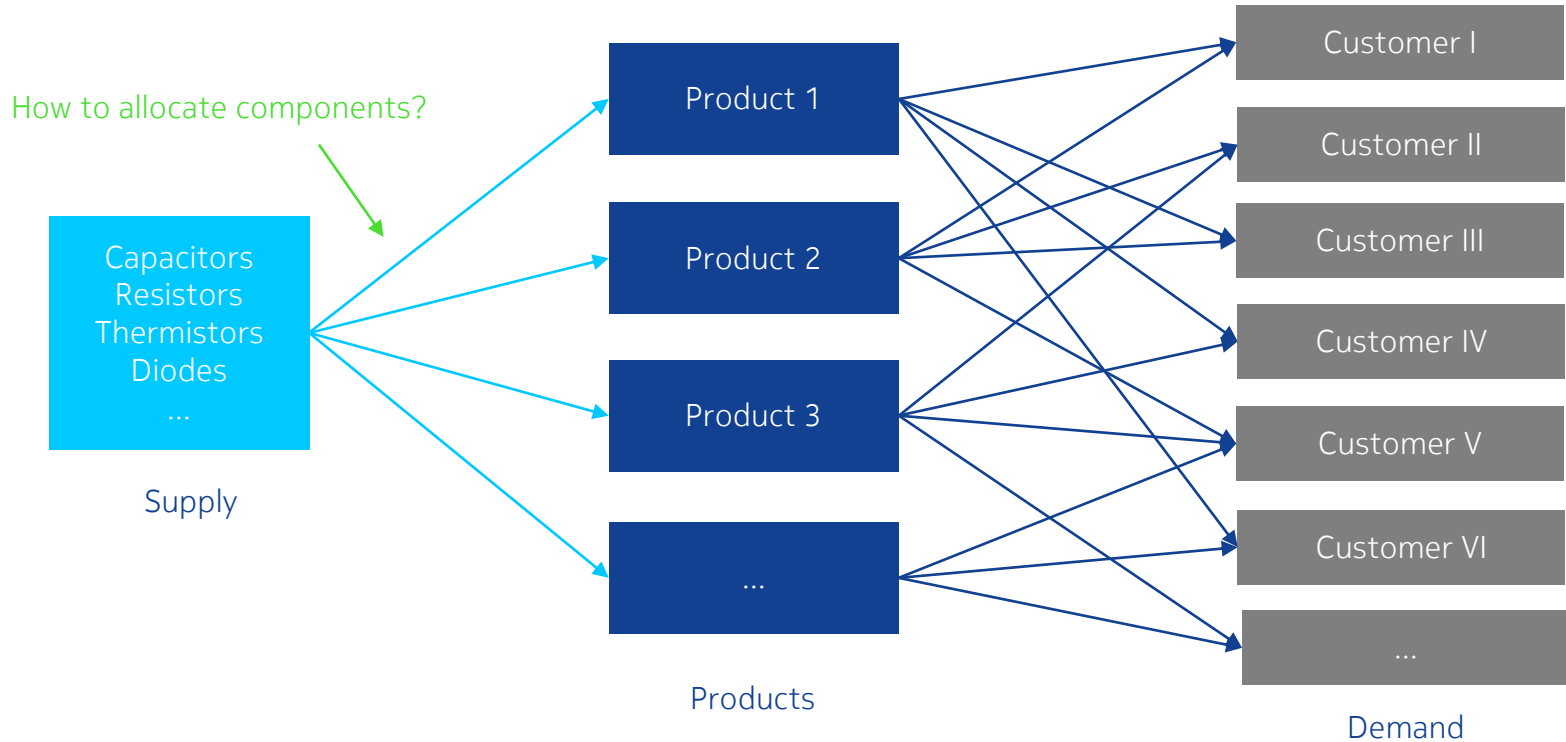 How to allocate components?
Capacitors
Resistors
Thermistors
Diodes
...
Supply
Product 1
Product 2
Product 3
...
Products
Customer I
Customer II
Customer III
Customer IV
Customer V
Customer VI
...
Demand